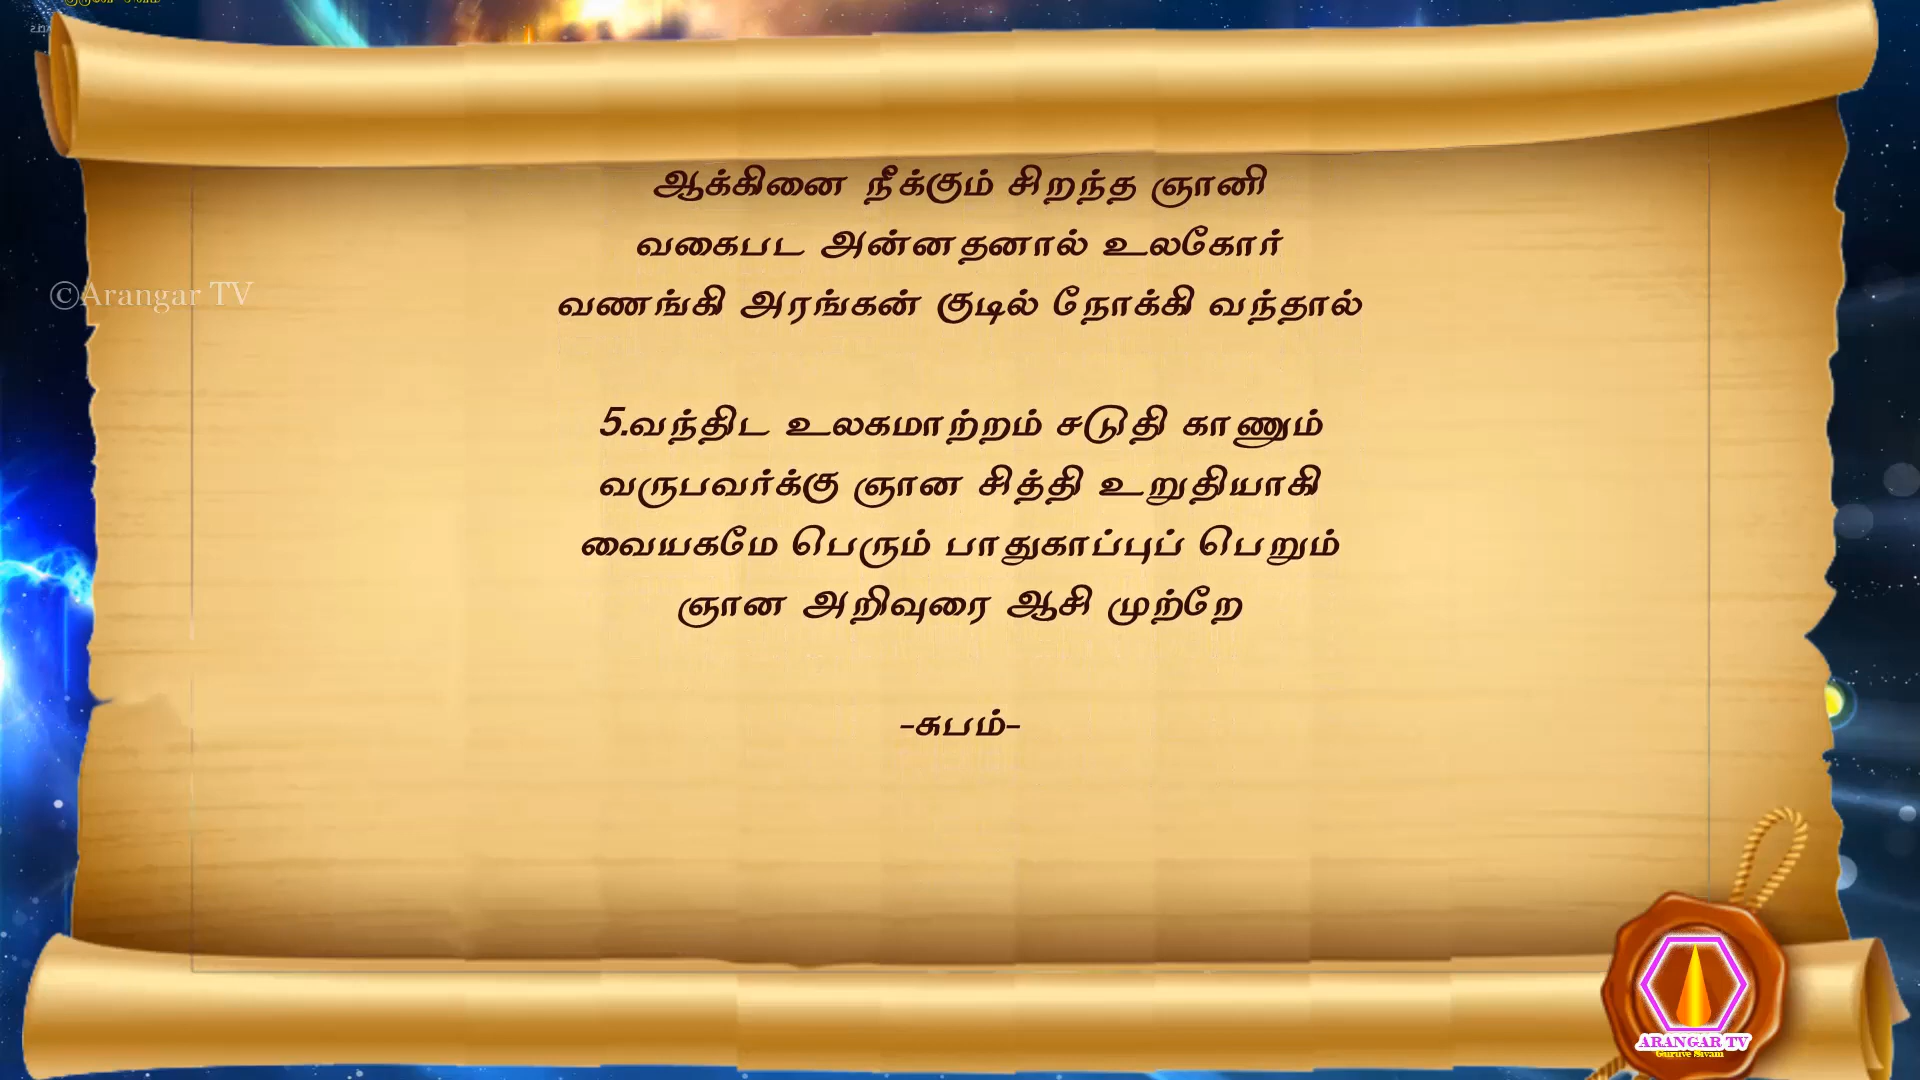 ஆக்கினை நீக்கும் சிறந்த ஞானி
வகைபட அன்னதனால் உலகோர்
©Arangar TV
வணங்கி அரங்கன் குடில் நோக்கி வந்தால்
5.வந்திட உலகமாற்றம் சடுதி காணும்
வருபவர்க்கு ஞான சித்தி உறுதியாகி
வையகமே பெரும் பாதுகாப்புப் பெறும்
ஞான அறிவுரை ஆசி முற்றே
-சுபம்-
ARANGAR TV
Guruve Sivam